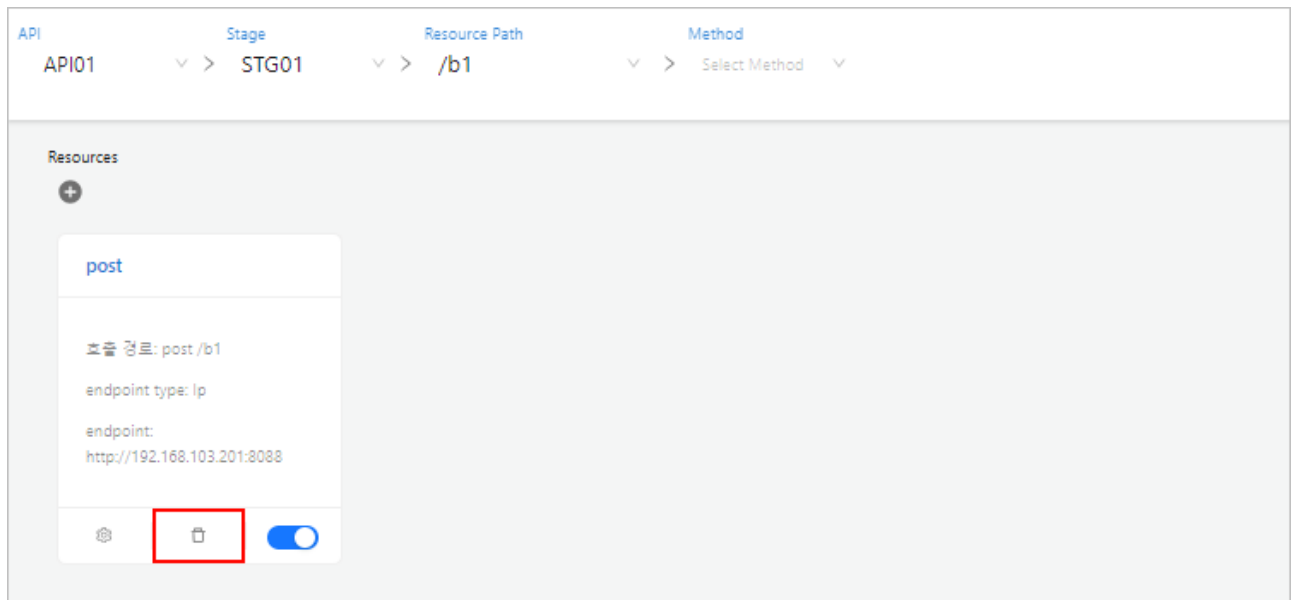 API Stage Resource Path Method
API01 > STG01 > /b1 > Select Method
Resources
post
호출 경로: post /b1
endpoint type: Ip
endpoint:
http://192.168.103.201:8088